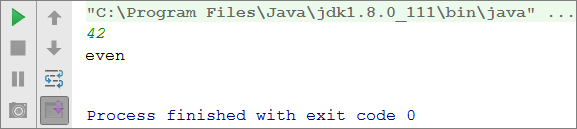 "C:\Program Files\Java\jdk1.8.0_111\bin\java" ...
42
even
Process finished with exit code 0